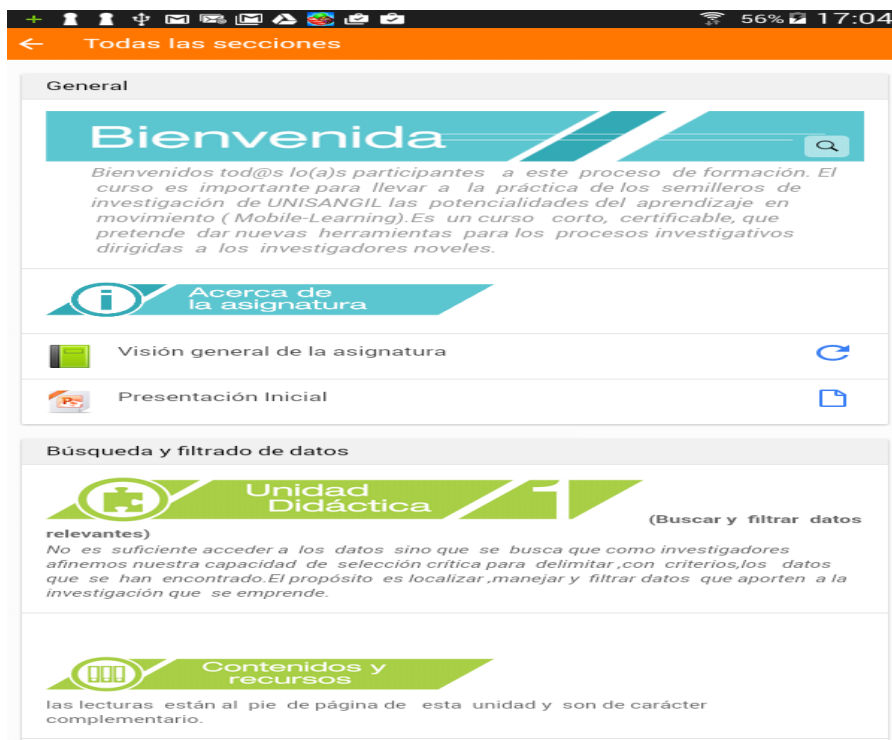 56% 17:04
Todas las secciones
General
Bienvenida
Bienvenidos tod@s lo(a)s participantes a este proceso de formación. El
curso es importante para llevar a la práctica de los semilleros de
investigación de UNISANGIL las potencialidades del aprendizaje en
movimiento ( Mobile-Learning).Es un curso corto, certificable, que
pretende dar nuevas herramientas para los procesos investigativos
dirigidas a los investigadores noveles.
Acerca de
la asignatura
Visión general de la asignatura
Presentación Inicial
Búsqueda y filtrado de datos
Unidad
Didáctica 1
(Buscar y filtrar datos
relevantes)
No es suficiente acceder a los datos sino que se busca que como investigadores
afinemos nuestra capacidad de selección crítica para delimitar ,con criterios,los datos
que se han encontrado.El propósito es localizar ,manejar y filtrar datos que aporten a la
investigación que se emprende.
Contenidos y
recursos
las lecturas están al pie de página de esta unidad y son de carácter
complementario.